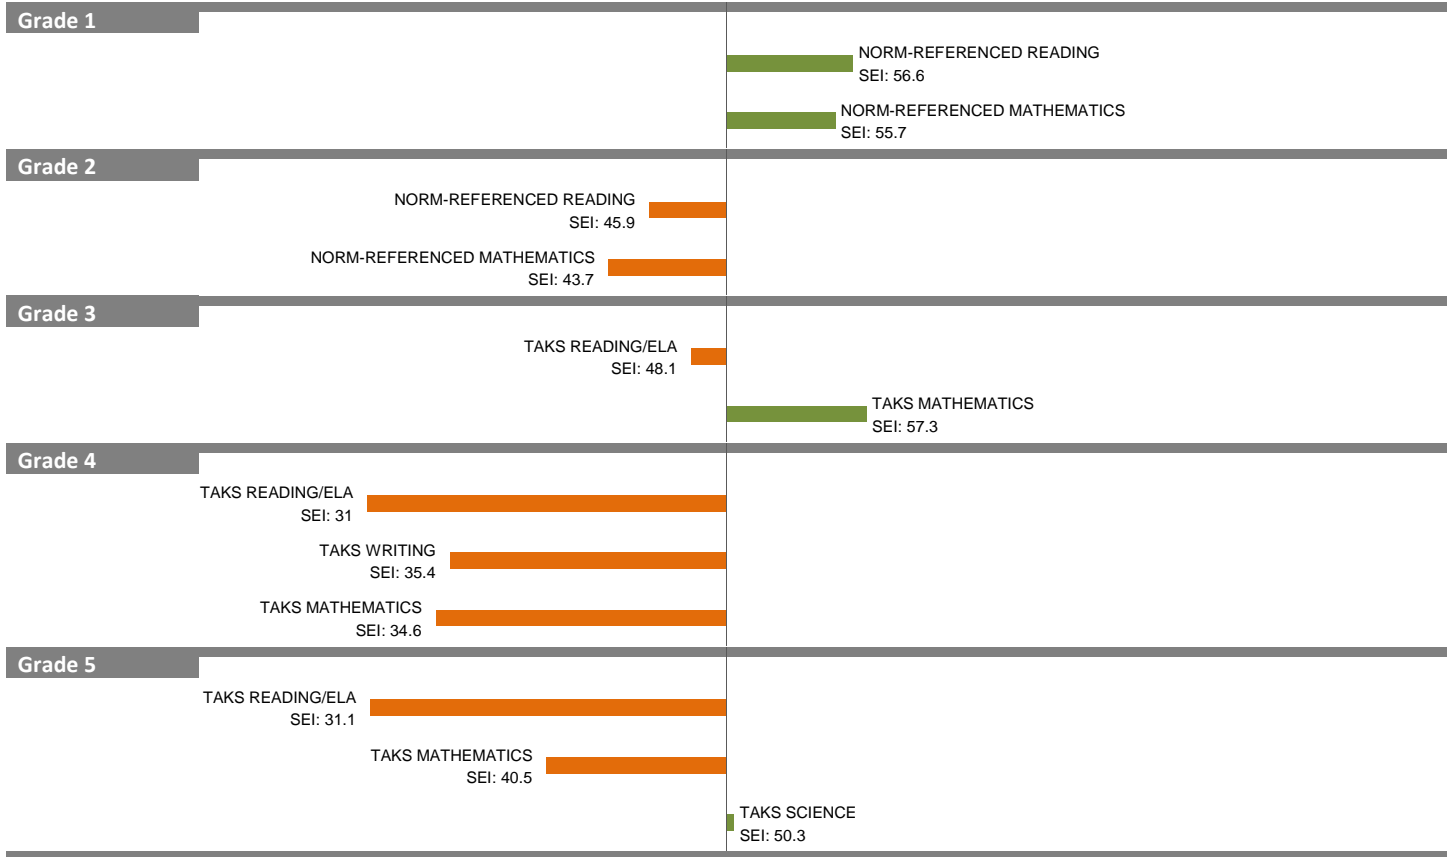 Grade 1
NORM-REFERENCED READING
SEI: 56.6
NORM-REFERENCED MATHEMATICS
SEI: 55.7
Grade 2
NORM-REFERENCED READING
SEI: 45.9
NORM-REFERENCED MATHEMATICS
SEI: 43.7
Grade 3
TAKS READING/ELA
SEI: 48.1
TAKS MATHEMATICS
SEI: 57.3
Grade 4
TAKS READING/ELA
SEI: 31
TAKS WRITING
SEI: 35.4
TAKS MATHEMATICS
SEI: 34.6
Grade 5
TAKS READING/ELA
SEI: 31.1
TAKS MATHEMATICS
SEI: 40.5
TAKS SCIENCE
SEI: 50.3